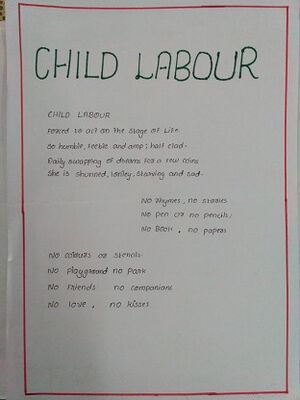 CHILD LABOUR
CHILD LABOUR
Forced to act on the stage of Life.
So humble, feeble and amp; half clad.
Daily swapping of dreams for a few coins
She is shunned, lonley, starving and sad.
No Rhymes, no stories
No pen or no pencils,
No Book, no papers
No colours or stencils.
No playground no park
No Friends no companions
No love, no kisses